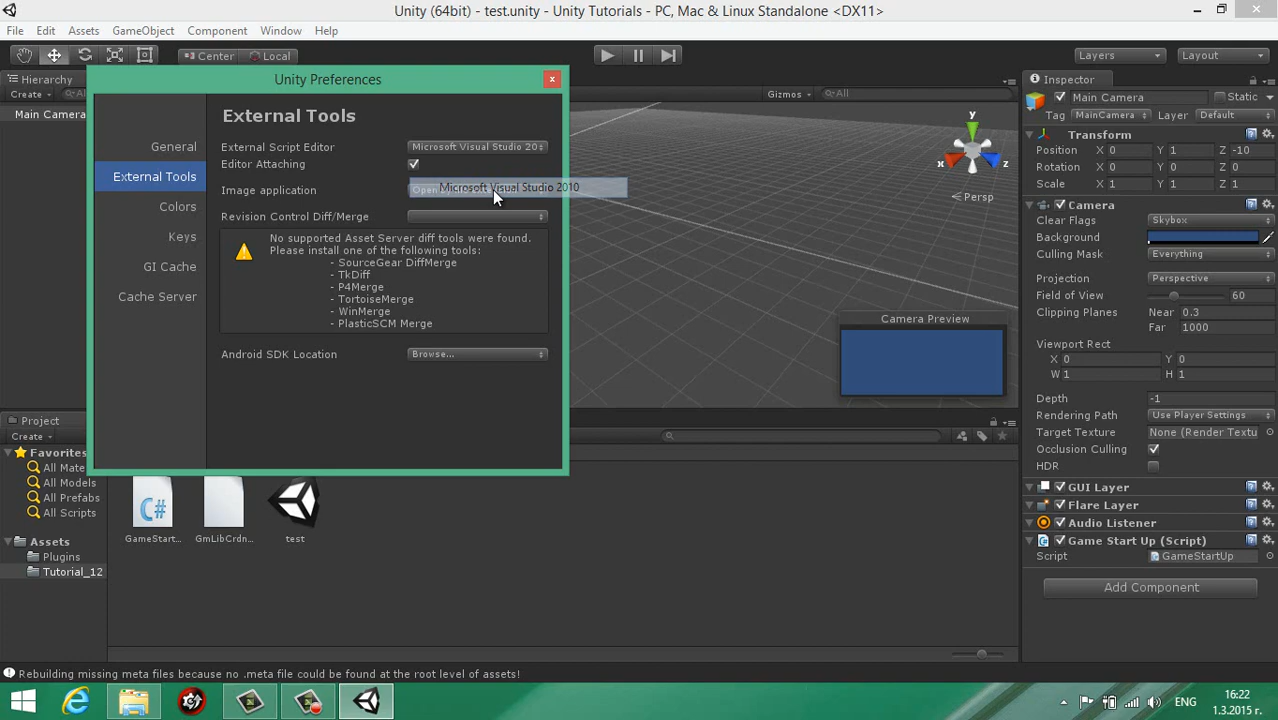 Unity (64bit) - test.unity - Unity Tutorials - PC, Mac & Linux Standalone <DX11>
File Edit Assets GameObject Component Window Help
Center Local Layers Layout
Hierarchy
Create All
Main Camera
Unity Preferences
General
External Tools
Colors
Keys
GI Cache
Cache Server
External Tools
External Script Editor Microsoft Visual Studio 20
Editor Attaching
Microsoft Visual Studio 2010
Image application
Revision Control Diff/Merge
No supported Asset Server diff tools were found.
Please install one of the following tools:
- SourceGear DiffMerge
- TkDiff
- P4Merge
- TortoiseMerge
- WinMerge
- PlasticSCM Merge
Android SDK Location Browse...
Gizmos All
y
x
z
Persp
Camera Preview
Inspector
Main Camera Static
Tag MainCamera Layer Default
Transform
Position X 0 Y 1 Z -10
Rotation X 0 Y 0 Z 0
Scale X 1 Y 1 Z 1
Camera
Clear Flags Skybox
Background
Culling Mask Everything
Projection Perspective
Field of View 60
Clipping Planes Near 0.3
Far 1000
Viewport Rect
X 0 Y 0
W 1 H 1
Depth -1
Rendering Path Use Player Settings
Target Texture None (Render Textu
Occlusion Culling
HDR
GUI Layer
Flare Layer
Audio Listener
Game Start Up (Script)
Script GameStartUp
Add Component
Project
Create
Favorites
All Mate
All Models
All Prefabs
All Scripts
Assets
Plugins
Tutorial_12
C#
GameStart... GmLibCrdn... test
Rebuilding missing meta files because no .meta file could be found at the root level of assets!
ENG
16:22
1.3.2015 г.